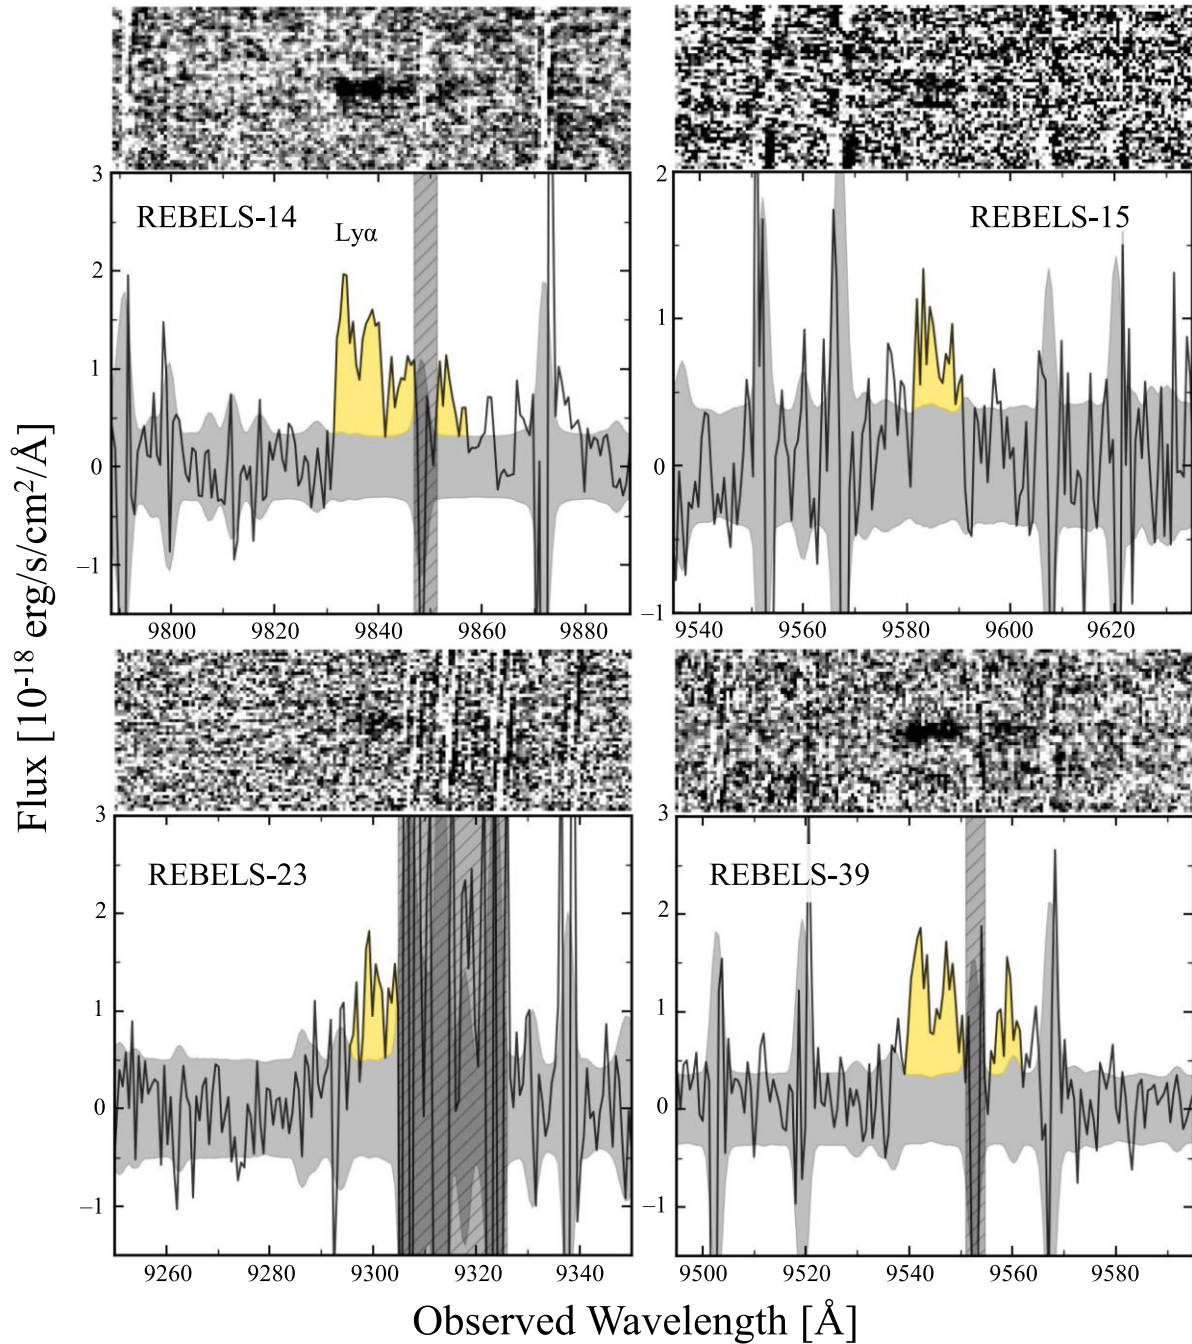 3
2
1
0
−1
REBELS-14
Lyα
9800 9820 9840 9860 9880
2
1
0
−1
REBELS-15
9540 9560 9580 9600 9620
3
2
1
0
−1
REBELS-23
9260 9280 9300 9320 9340
3
2
1
0
−1
REBELS-39
9500 9520 9540 9560 9580
Flux [10⁻¹⁸ erg/s/cm²/Å]
Observed Wavelength [Å]